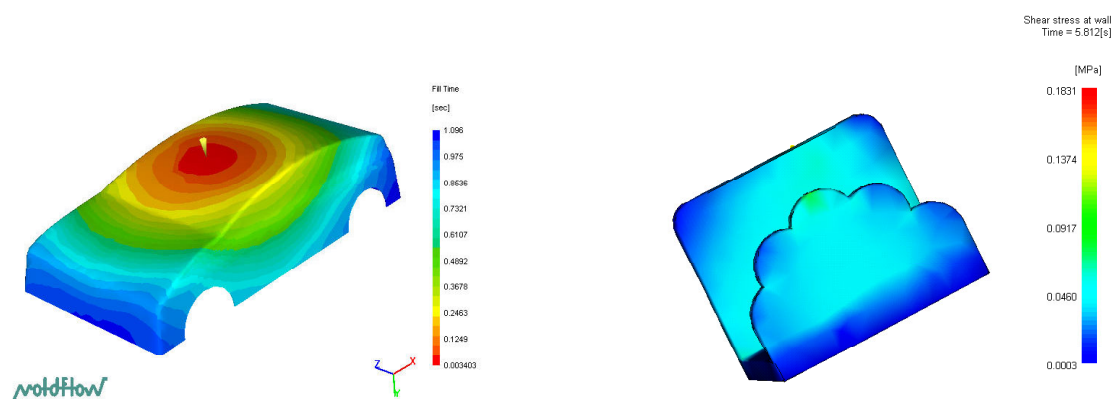 Fill Time
[sec]
1.096
0.975
0.8536
0.7321
0.6107
0.4892
0.3678
0.2463
0.1249
0.003403
Z
X
Y
moldflow
Shear stress at wall
Time = 5.812[s]
[MPa]
0.1831
0.1374
0.0917
0.0460
0.0003